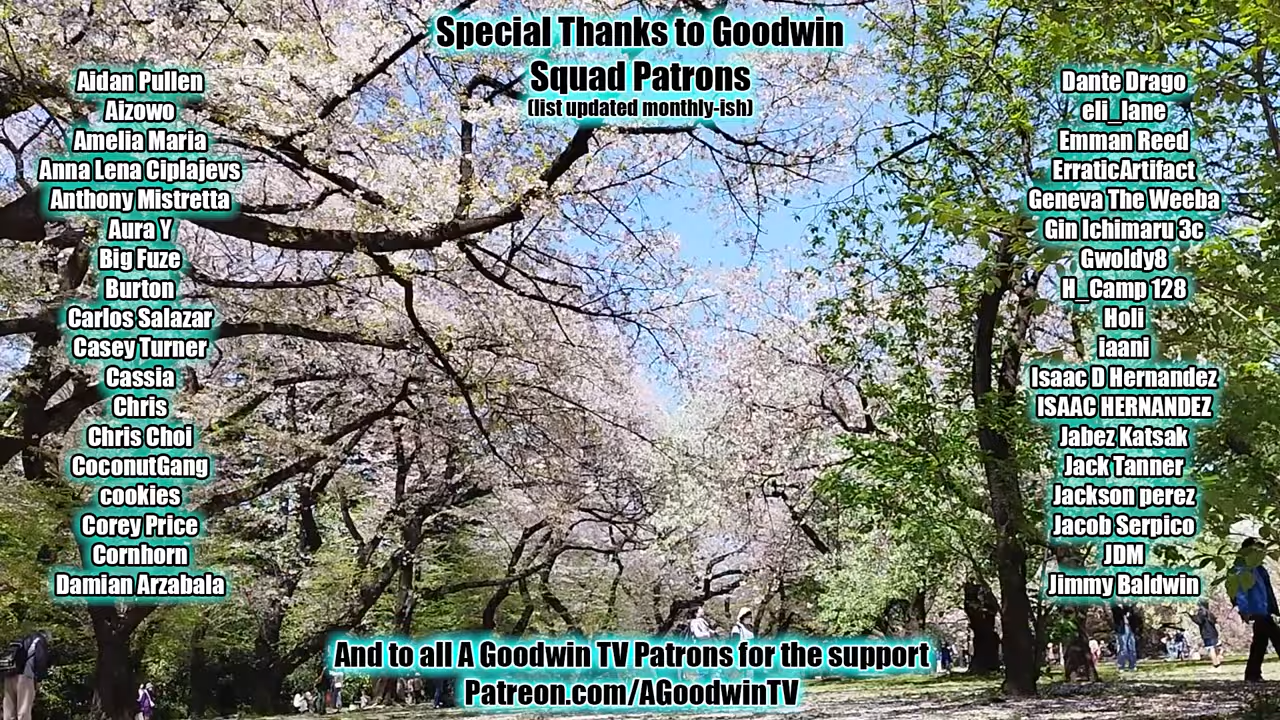 Special Thanks to Goodwin
Squad Patrons
(list updated monthly-ish)
Aidan Pullen
Aizowo
Amelia Maria
Anna Lena Ciplajevs
Anthony Mistretta
Aura Y
Big Fuze
Burton
Carlos Salazar
Casey Turner
Cassia
Chris
Chris Choi
CoconutGang
cookies
Corey Price
Cornhorn
Damian Arzabala
Dante Drago
eli_lane
Emman Reed
ErraticArtifact
Geneva The Weeba
Gin Ichimaru 3c
Gwoldy8
H_Camp 128
Holi
iaani
Isaac D Hernandez
ISAAC HERNANDEZ
Jabez Katsak
Jack Tanner
Jackson perez
Jacob Serpico
JDM
Jimmy Baldwin
And to all A Goodwin TV Patrons for the support
Patreon.com/AGoodwinTV